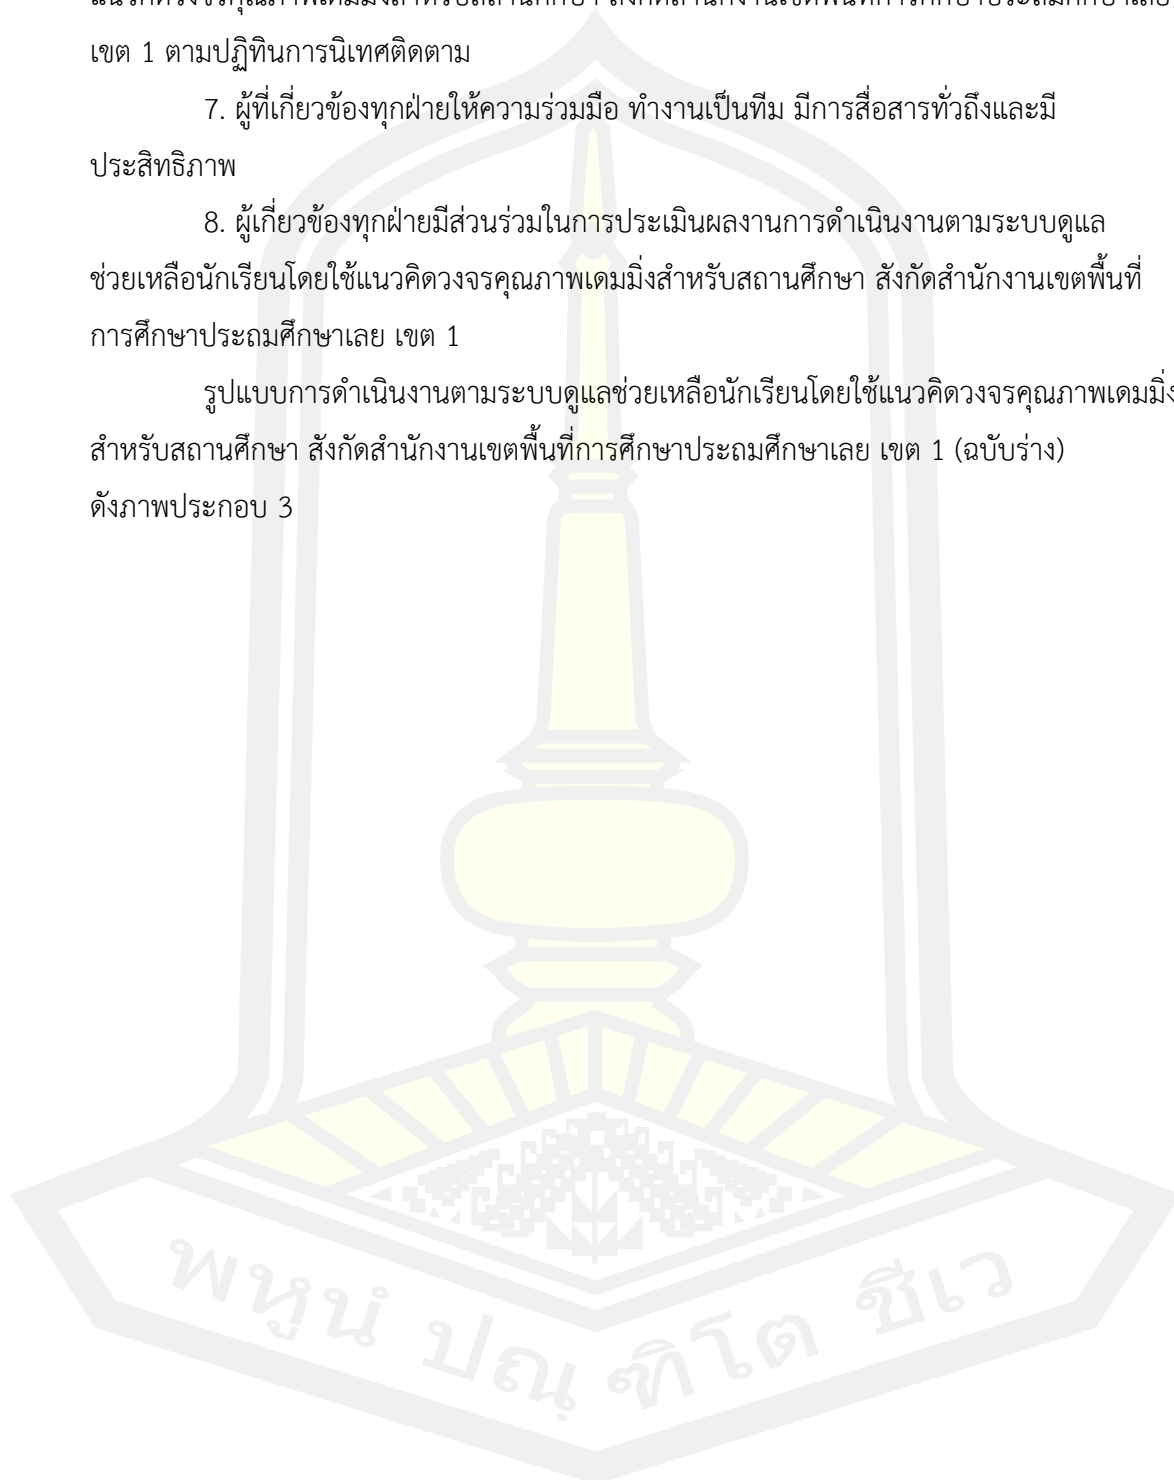 เขต 1 ตามปฏิทินการนิเทศติดตาม
7. ผู้ที่เกี่ยวข้องทุกฝ่ายให้ความร่วมมือ ทำงานเป็นทีม มีการสื่อสารทั่วถึงและมี
ประสิทธิภาพ
8. ผู้เกี่ยวข้องทุกฝ่ายมีส่วนร่วมในการประเมินผลงานการดำเนินงานตามระบบดูแล
ช่วยเหลือนักเรียนโดยใช้แนวคิดวงจรคุณภาพเดมมิ่งสำหรับสถานศึกษา สังกัดสำนักงานเขตพื้นที่
การศึกษาประถมศึกษาเลย เขต 1
รูปแบบการดำเนินงานตามระบบดูแลช่วยเหลือนักเรียนโดยใช้แนวคิดวงจรคุณภาพเดมมิ่ง
สำหรับสถานศึกษา สังกัดสำนักงานเขตพื้นที่การศึกษาประถมศึกษาเลย เขต 1 (ฉบับร่าง)
ดังภาพประกอบ 3
พหูนํ ปณฺฑิโต ชีเว